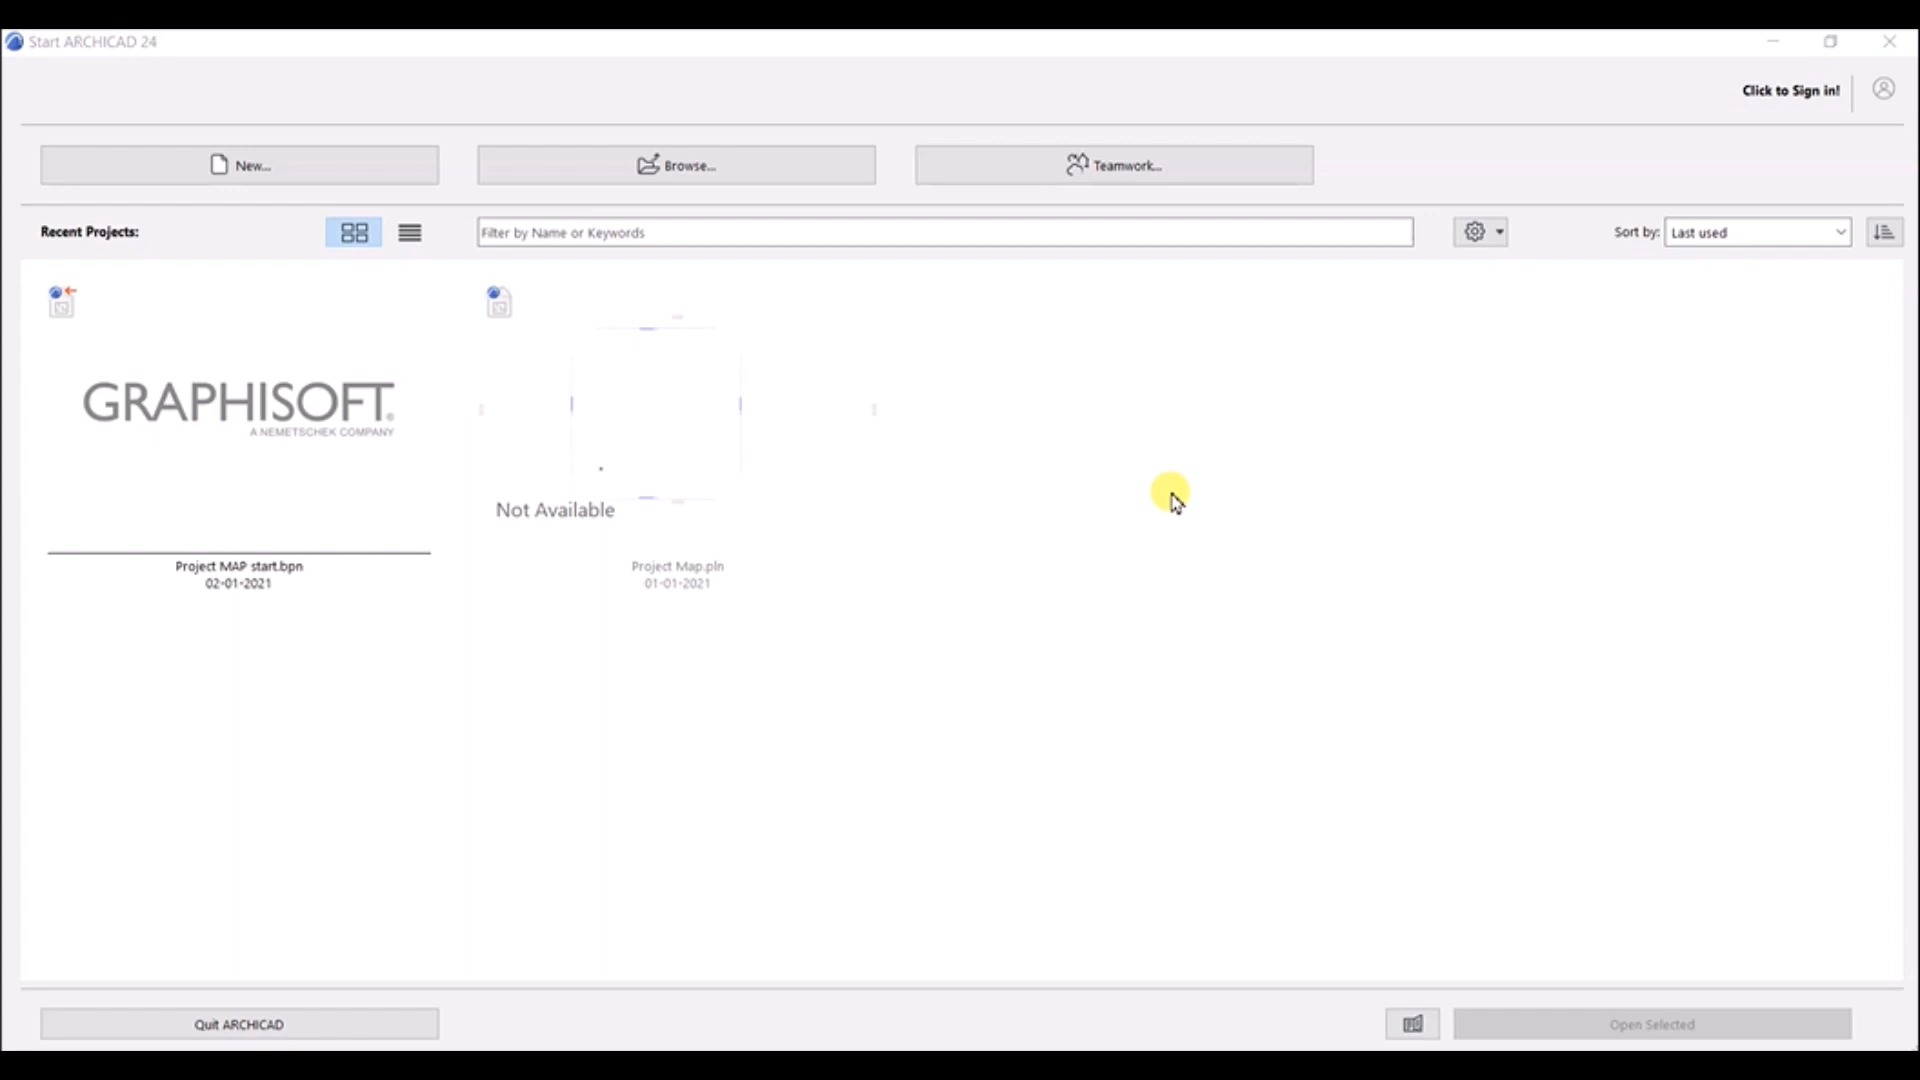 Start ARCHICAD 24
Click to Sign in!
New...
Browse...
Teamwork...
Recent Projects:
Filter by Name or Keywords
Sort by: Last used
GRAPHISOFT®
A NEMETSCHEK COMPANY
Not Available
Project MAP start.bpn
02-01-2021
Project Map.pln
01-01-2021
Quit ARCHICAD
Open Selected